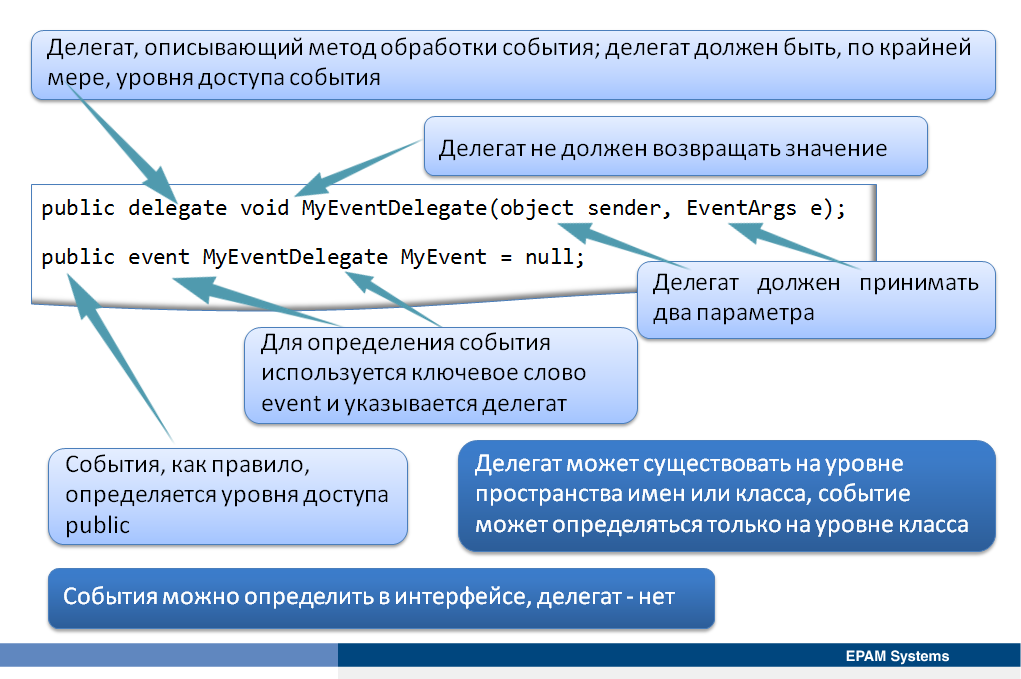 Делегат, описывающий метод обработки события; делегат должен быть, по крайней
мере, уровня доступа события
Делегат не должен возвращать значение
public delegate void MyEventDelegate(object sender, EventArgs e);
public event MyEventDelegate MyEvent = null;
Делегат должен принимать
два параметра
Для определения события
используется ключевое слово
event и указывается делегат
События, как правило,
определяется уровня доступа
public
Делегат может существовать на уровне
пространства имен или класса, событие
может определяться только на уровне класса
События можно определить в интерфейсе, делегат - нет
EPAM Systems